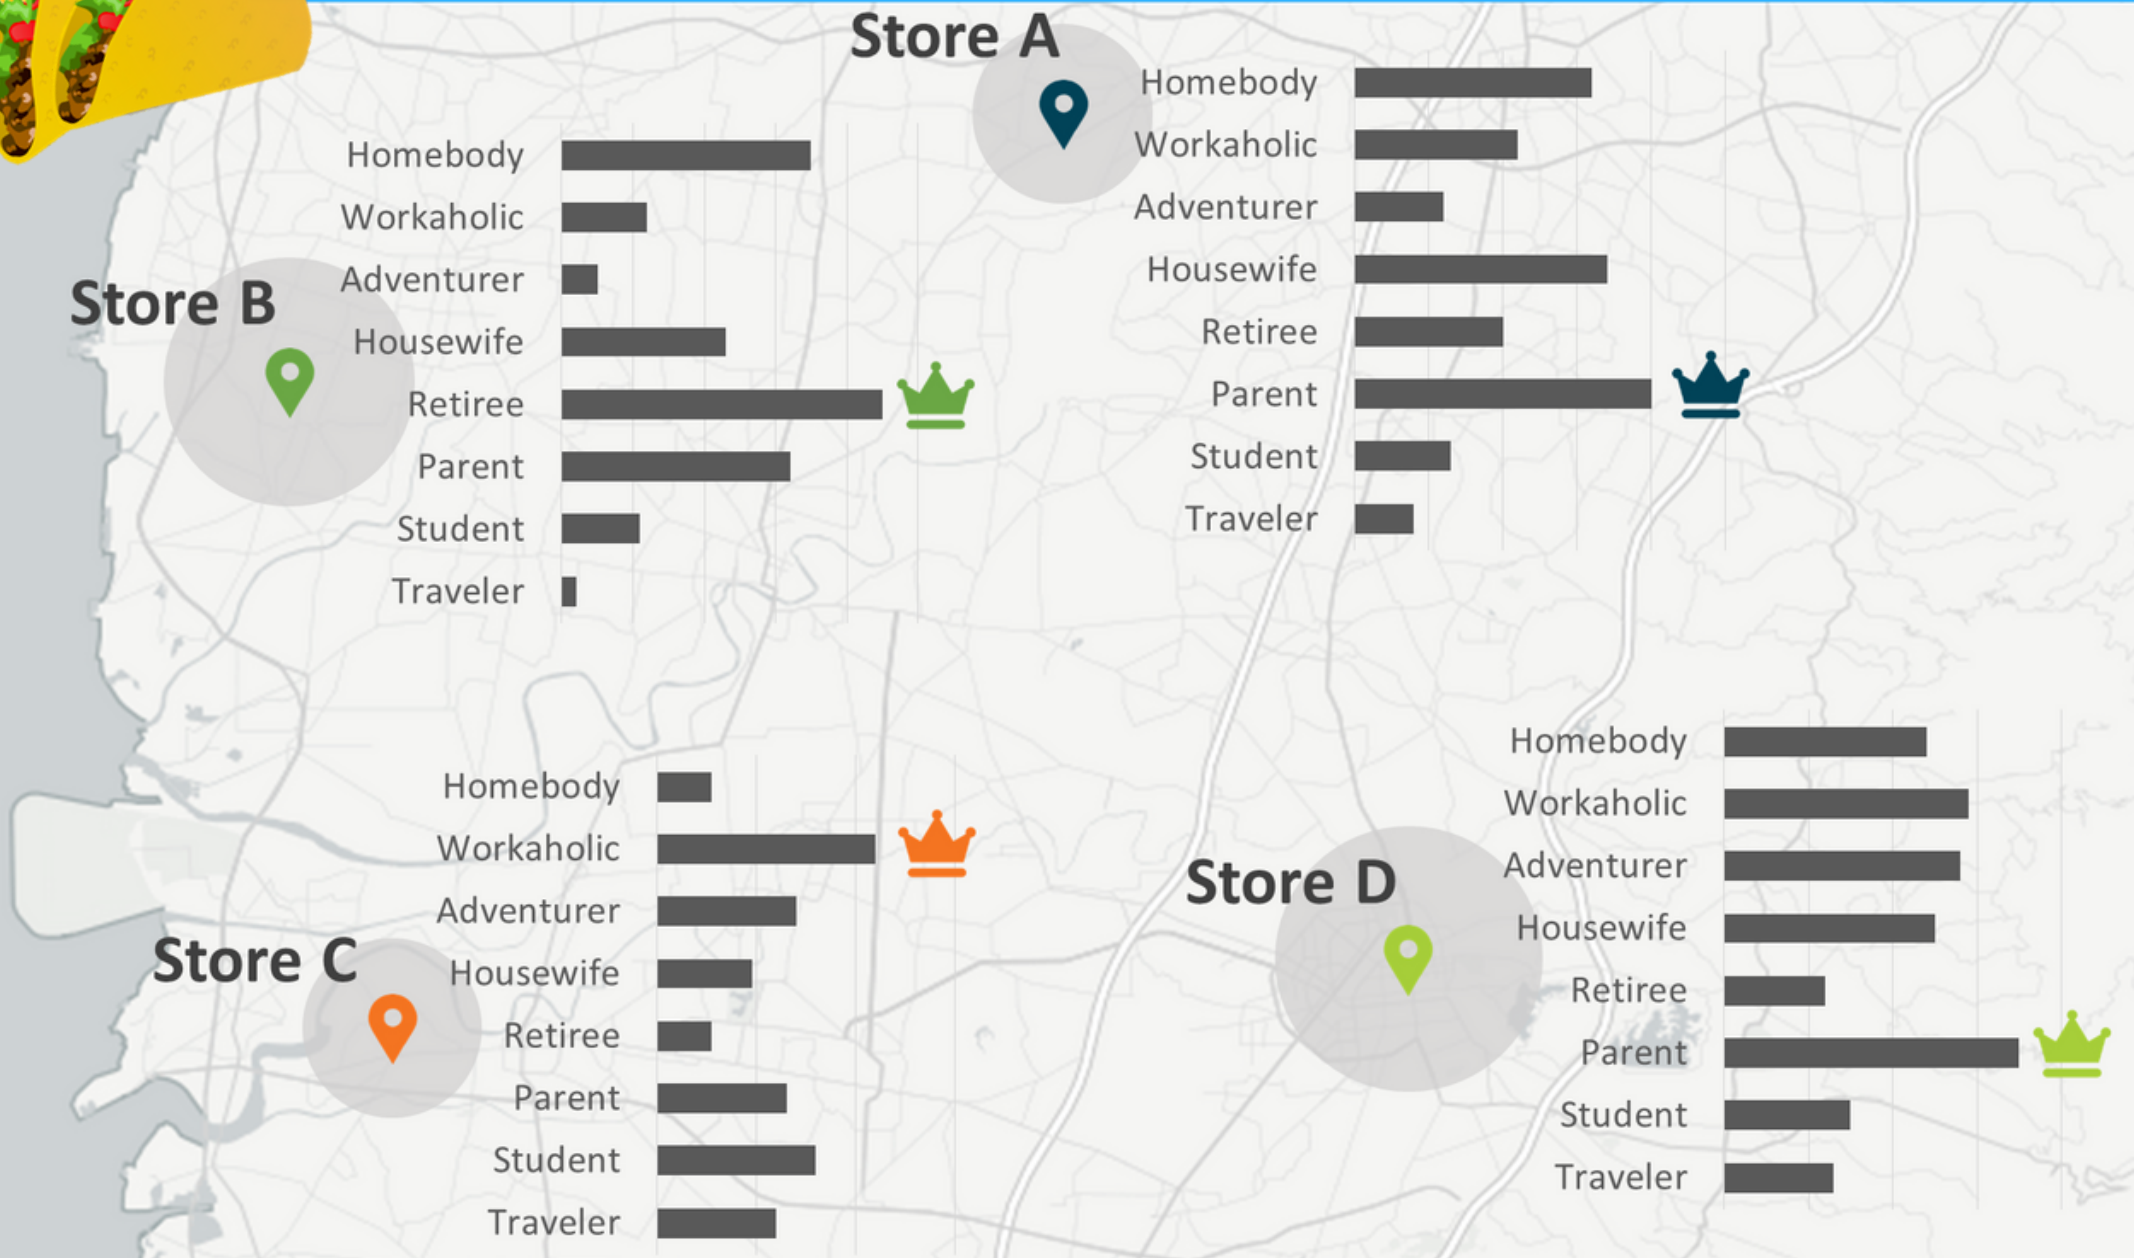 Store A
Homebody
Workaholic
Adventurer
Housewife
Retiree
Parent
Student
Traveler
Store B
Homebody
Workaholic
Adventurer
Housewife
Retiree
Parent
Student
Traveler
Store C
Homebody
Workaholic
Adventurer
Housewife
Retiree
Parent
Student
Traveler
Store D
Homebody
Workaholic
Adventurer
Housewife
Retiree
Parent
Student
Traveler